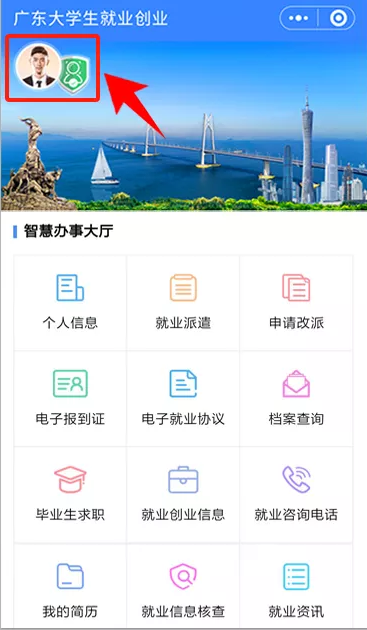 广东大学生就业创业
智慧办事大厅
个人信息
就业派遣
申请改派
电子报到证
电子就业协议
档案查询
毕业生求职
就业创业信息
就业咨询电话
我的简历
就业信息核查
就业资讯